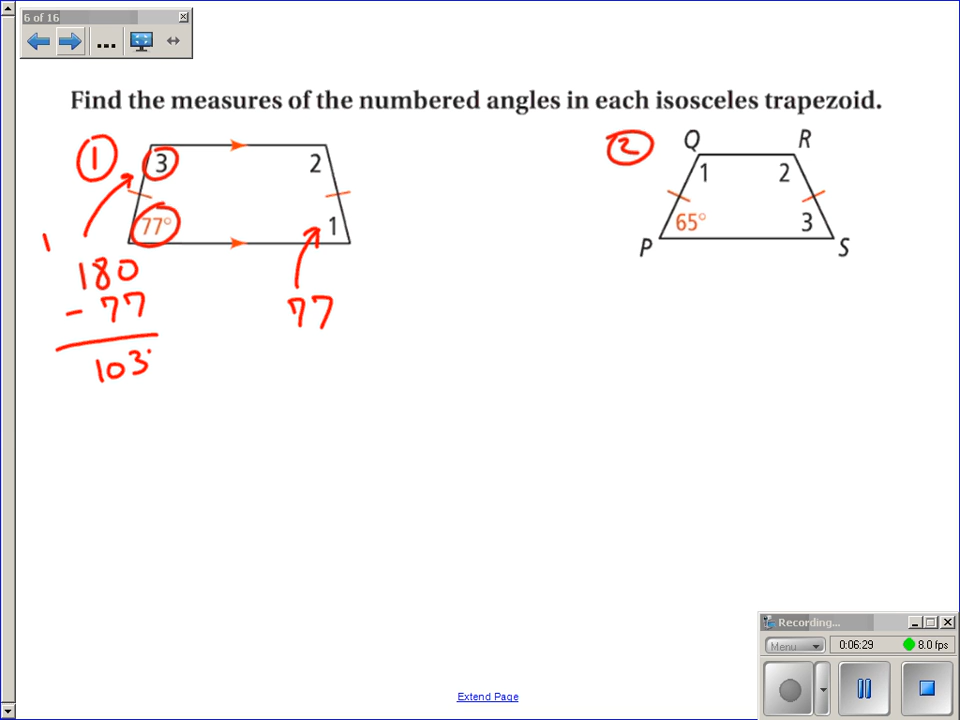 6 of 16
...
Find the measures of the numbered angles in each isosceles trapezoid.
1
3
2
77°
1
1
180
- 77
103°
77
2
Q
R
1
2
65°
3
P
S
Recording...
Menu
0:06:29
8.0 fps
Extend Page